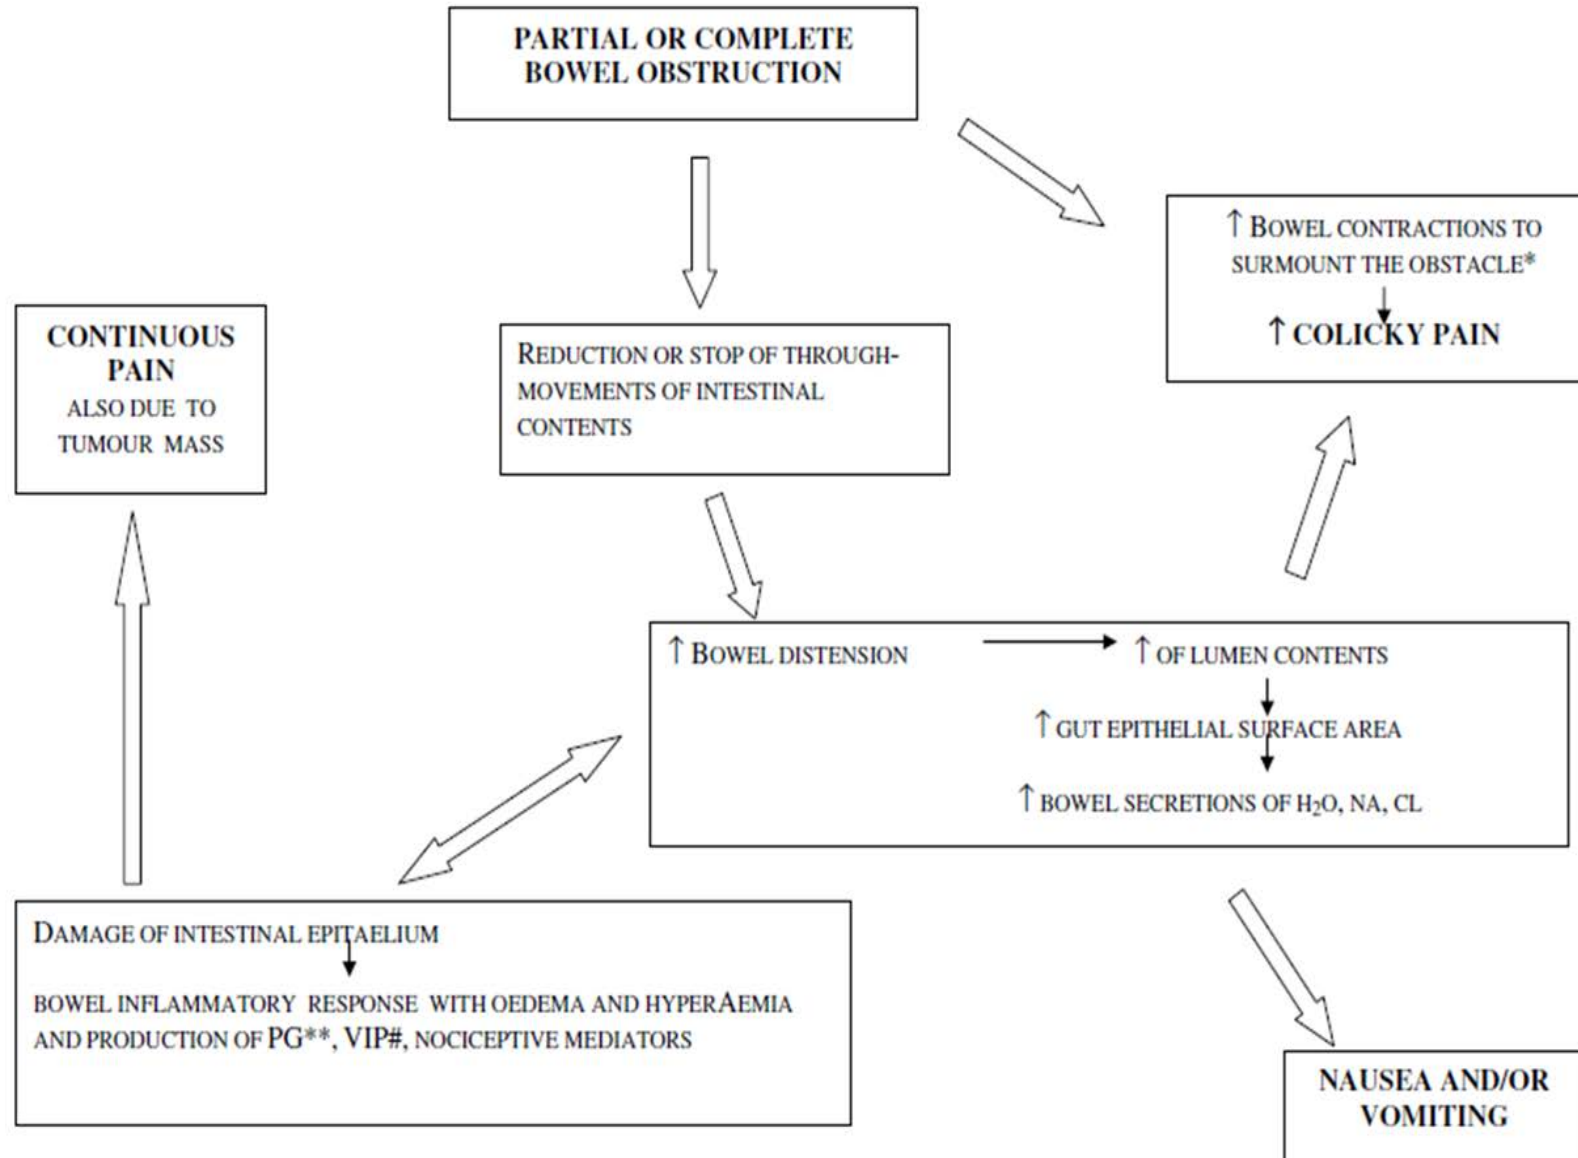 PARTIAL OR COMPLETE
BOWEL OBSTRUCTION
↑ BOWEL CONTRACTIONS TO
SURMOUNT THE OBSTACLE*
↑ COLICKY PAIN
CONTINUOUS
PAIN
ALSO DUE TO
TUMOUR MASS
REDUCTION OR STOP OF THROUGH-
MOVEMENTS OF INTESTINAL
CONTENTS
↑ BOWEL DISTENSION
↑ OF LUMEN CONTENTS
↑ GUT EPITHELIAL SURFACE AREA
↑ BOWEL SECRETIONS OF H₂O, NA, CL
DAMAGE OF INTESTINAL EPITAELIUM
BOWEL INFLAMMATORY RESPONSE WITH OEDEMA AND HYPERAEMIA
AND PRODUCTION OF PG**, VIP#, NOCICEPTIVE MEDIATORS
NAUSEA AND/OR
VOMITING